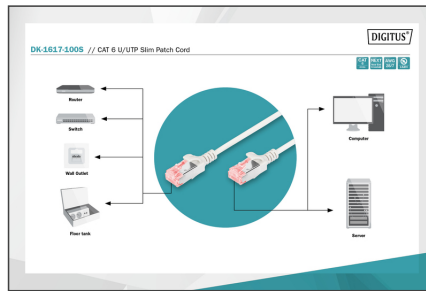 DIGITUS®
DK-1617-100S // CAT 6 U/UTP Slim Patch Cord
Router
Switch
Wall Outlet
Floor tank
Computer
Server